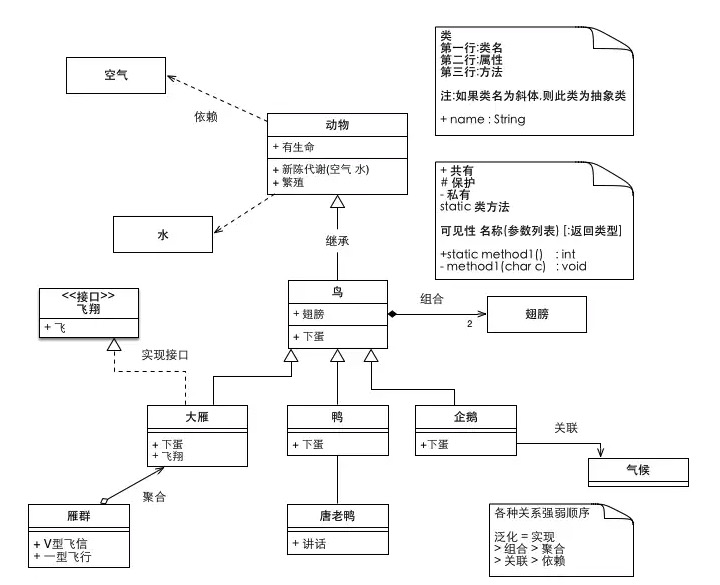 类
第一行:类名
第二行:属性
第三行:方法
注:如果类名为斜体,则此类为抽象类
+ name : String
空气
依赖
动物
+ 有生命
+ 新陈代谢(空气 水)
+ 繁殖
+ 共有
# 保护
- 私有
static 类方法
可见性 名称(参数列表) [:返回类型]
+static method1() : int
- method1(char c) : void
水
继承
鸟
+ 翅膀
+ 下蛋
组合
2
翅膀
<<接口>>
飞翔
+ 飞
实现接口
大雁
+ 下蛋
+ 飞翔
鸭
+ 下蛋
企鹅
+下蛋
关联
气候
聚合
雁群
+ V型飞信
+ 一型飞行
唐老鸭
+ 讲话
各种关系强弱顺序
泛化 = 实现
> 组合 > 聚合
> 关联 > 依赖